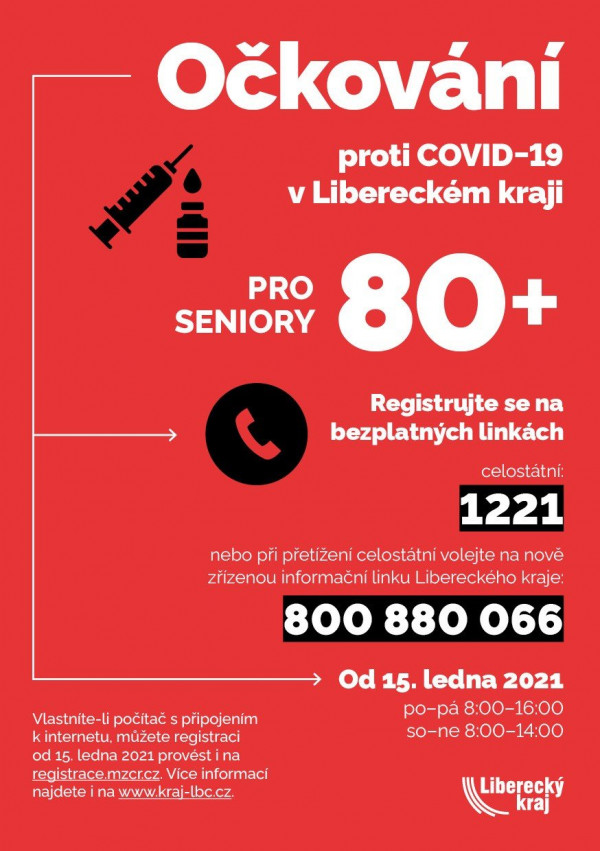 Očkování
proti COVID-19
v Libereckém kraji
PRO
SENIORY
80+
Registrujte se na
bezplatných linkách
celostátní:
1221
nebo při přetížení celostátní volejte na nově
zřízenou informační linku Libereckého kraje:
800 880 066
Od 15. ledna 2021
po–pá 8:00–16:00
so–ne 8:00–14:00
Vlastníte-li počítač s připojením
k internetu, můžete registraci
od 15. ledna 2021 provést i na
registrace.mzcr.cz. Více informací
najdete i na www.kraj-lbc.cz.
Liberecký
kraj